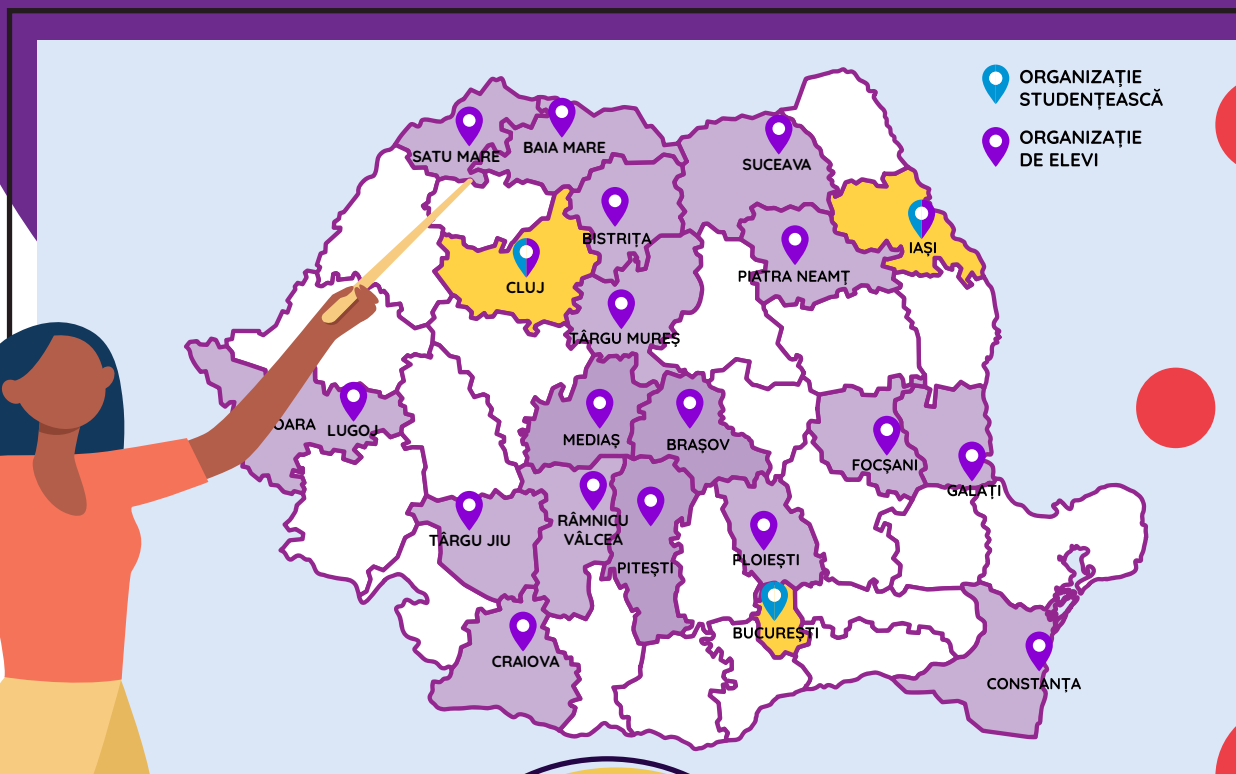 ORGANIZAȚIE
STUDENȚEASCĂ
ORGANIZAȚIE
DE ELEVI
SATU MARE
BAIA MARE
SUCEAVA
BISTRIȚA
IAȘI
PIATRA NEAMȚ
CLUJ
TÂRGU MUREȘ
OARA
LUGOJ
MEDIAȘ
BRAȘOV
FOCȘANI
GALAȚI
RÂMNICU
VÂLCEA
TÂRGU JIU
PITEȘTI
PLOIEȘTI
BUCUREȘTI
CRAIOVA
CONSTANȚA